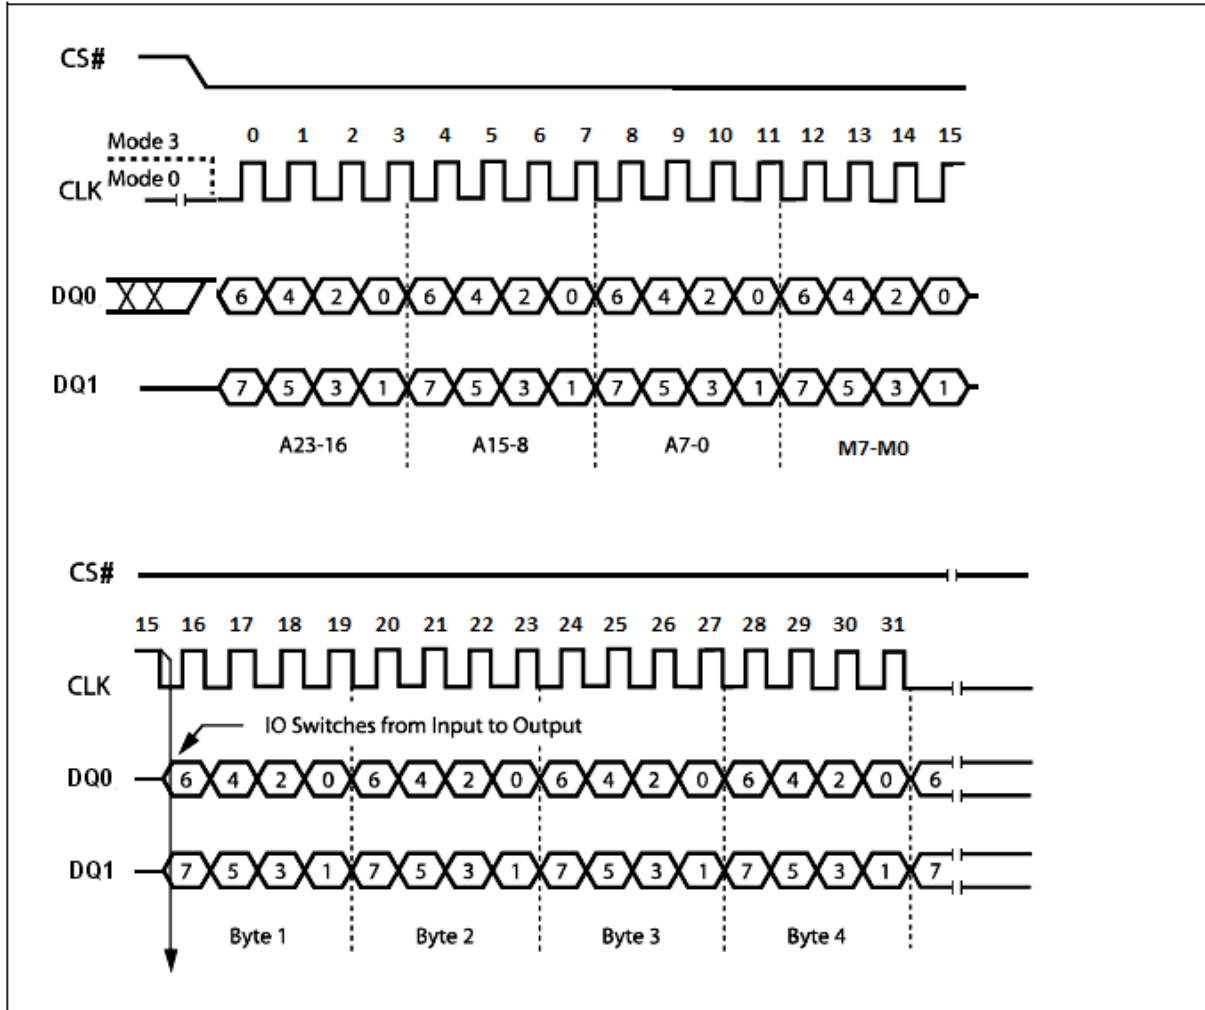 CS#
0 1 2 3 4 5 6 7 8 9 10 11 12 13 14 15
Mode 3
Mode 0
CLK
DQ0 6 4 2 0 6 4 2 0 6 4 2 0 6 4 2 0
DQ1 7 5 3 1 7 5 3 1 7 5 3 1 7 5 3 1
A23-16 A15-8 A7-0 M7-M0
CS#
15 16 17 18 19 20 21 22 23 24 25 26 27 28 29 30 31
CLK
IO Switches from Input to Output
DQ0 6 4 2 0 6 4 2 0 6 4 2 0 6 4 2 0 6
DQ1 7 5 3 1 7 5 3 1 7 5 3 1 7 5 3 1 7
Byte 1 Byte 2 Byte 3 Byte 4